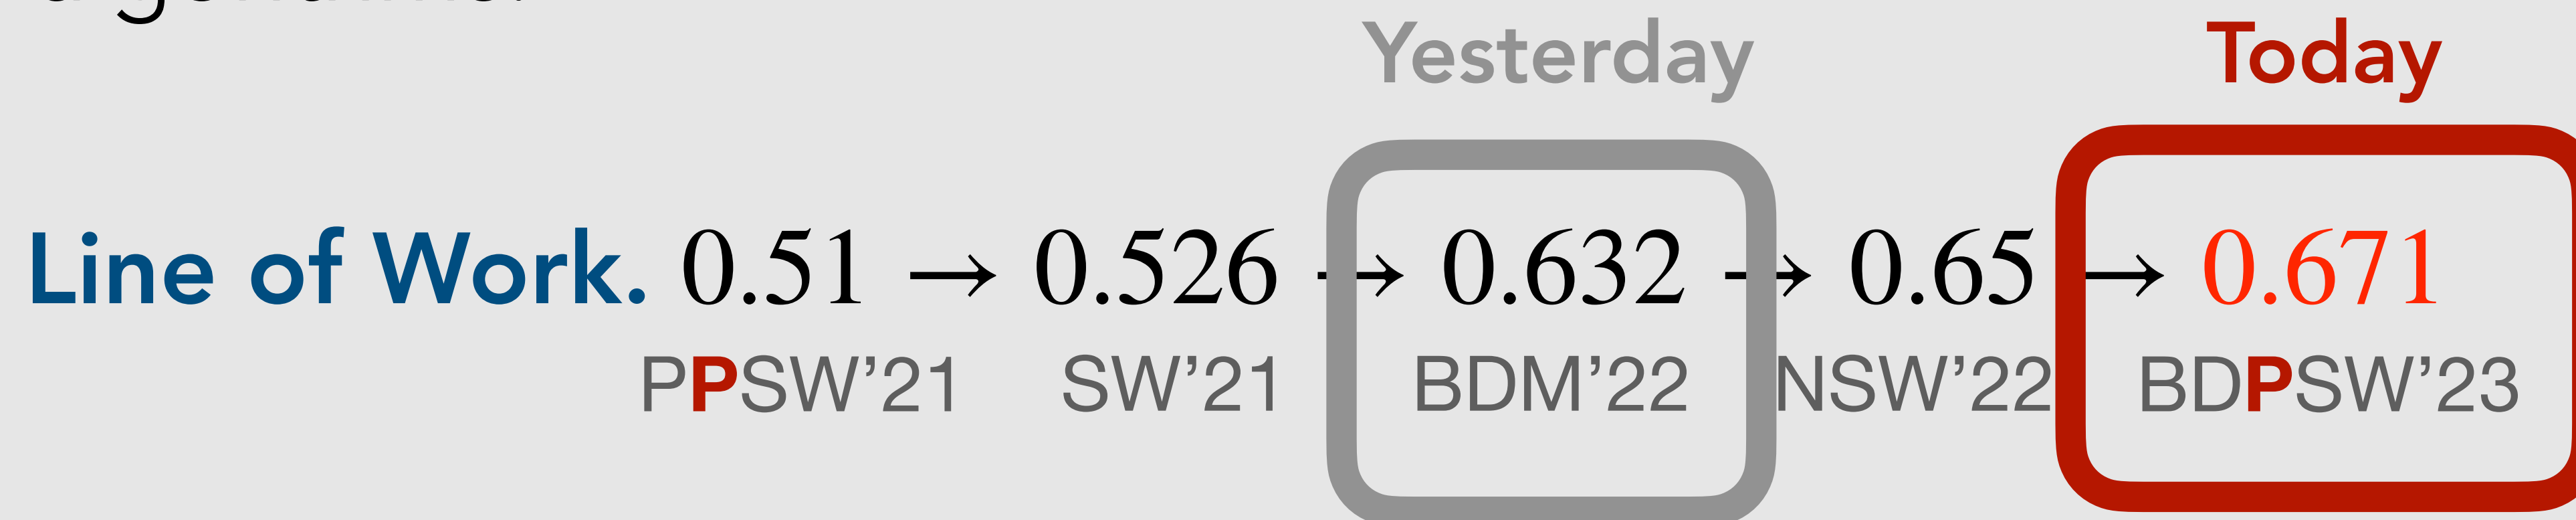 Yesterday Today
Line of Work. 0.51 → 0.526 → 0.632 → 0.65 → 0.671
PPSW’21 SW’21 BDM’22 NSW’22 BDPSW’23